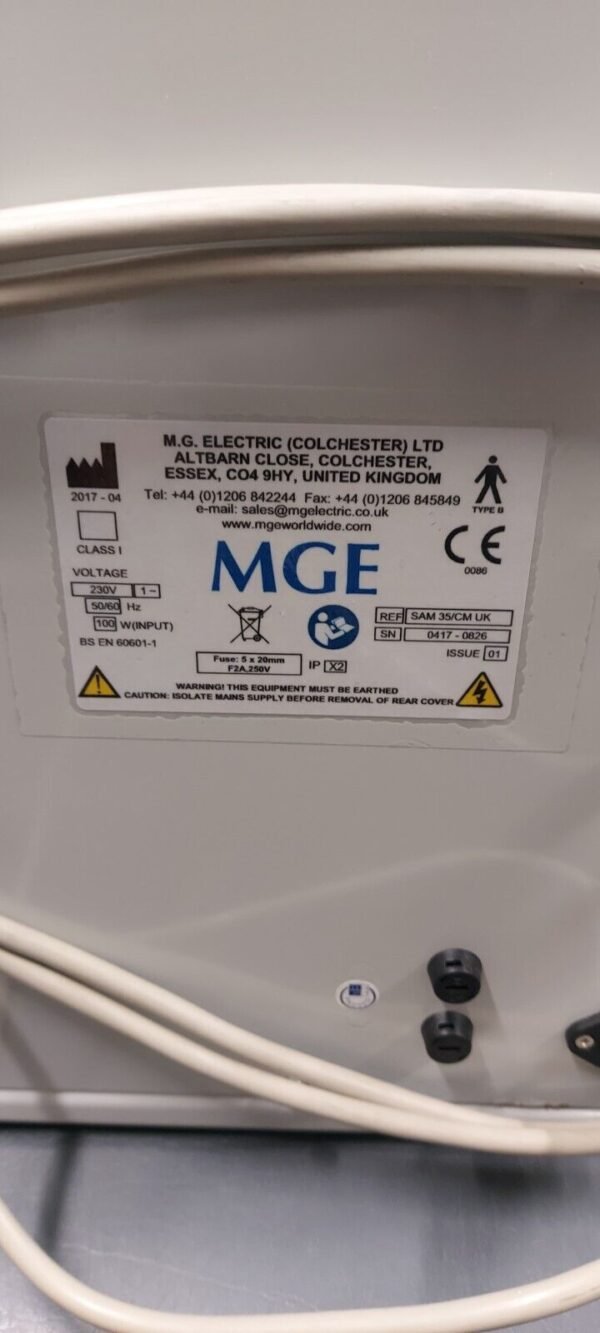 M.G. ELECTRIC (COLCHESTER) LTD
ALTBARN CLOSE, COLCHESTER,
ESSEX, CO4 9HY, UNITED KINGDOM
Tel: +44 (0)1206 842244 Fax: +44 (0)1206 845849
e-mail: sales@mgelectric.co.uk
www.mgeworldwide.com
2017 - 04
CLASS I
TYPE B
CE
0086
MGE
VOLTAGE
230V 1~
50/60 Hz
100 W(INPUT)
BS EN 60601-1
REF SAM 35/CM UK
SN 0417 - 0826
ISSUE 01
Fuse: 5 x 20mm
F2A,250V
IP X2
WARNING! THIS EQUIPMENT MUST BE EARTHED
CAUTION: ISOLATE MAINS SUPPLY BEFORE REMOVAL OF REAR COVER